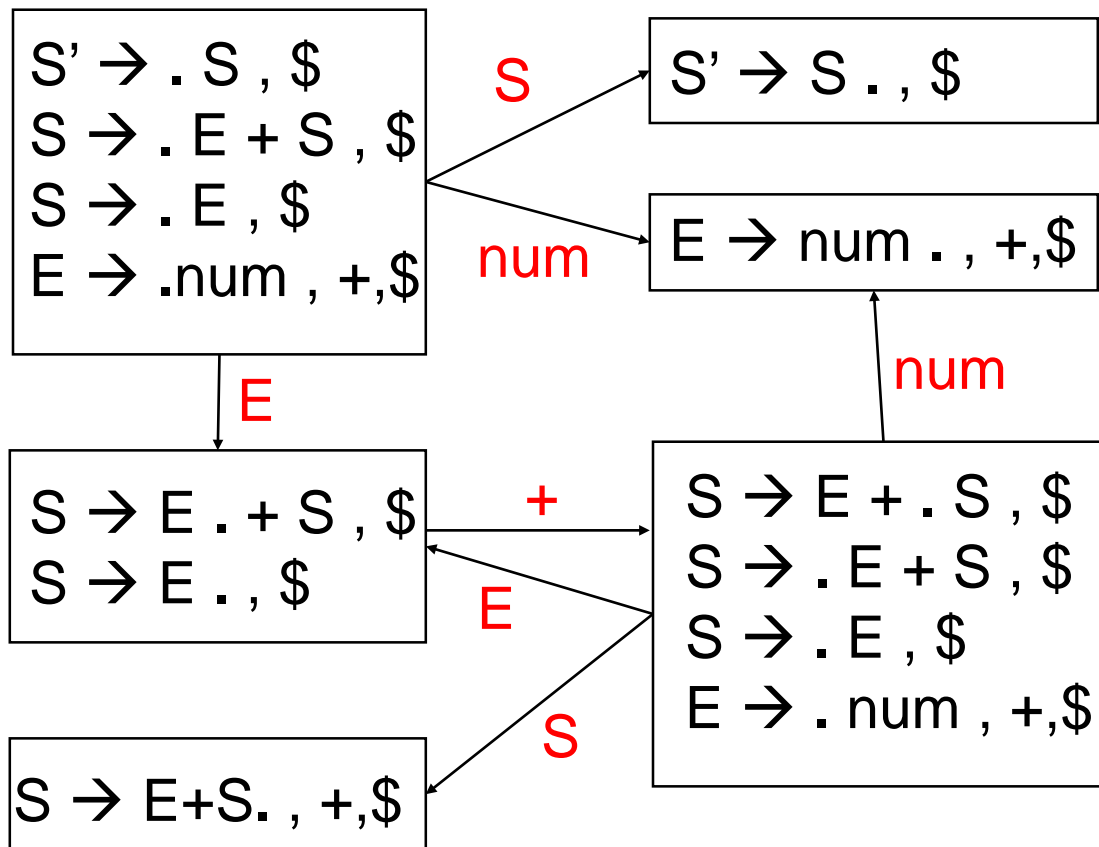 S’ → . S , $
S → . E + S , $
S → . E , $
E → .num , +,$
S
num
S’ → S . , $
E → num . , +,$
E
num
S → E . + S , $
S → E . , $
+
E
S → E + . S , $
S → . E + S , $
S → . E , $
E → . num , +,$
S
S → E+S. , +,$